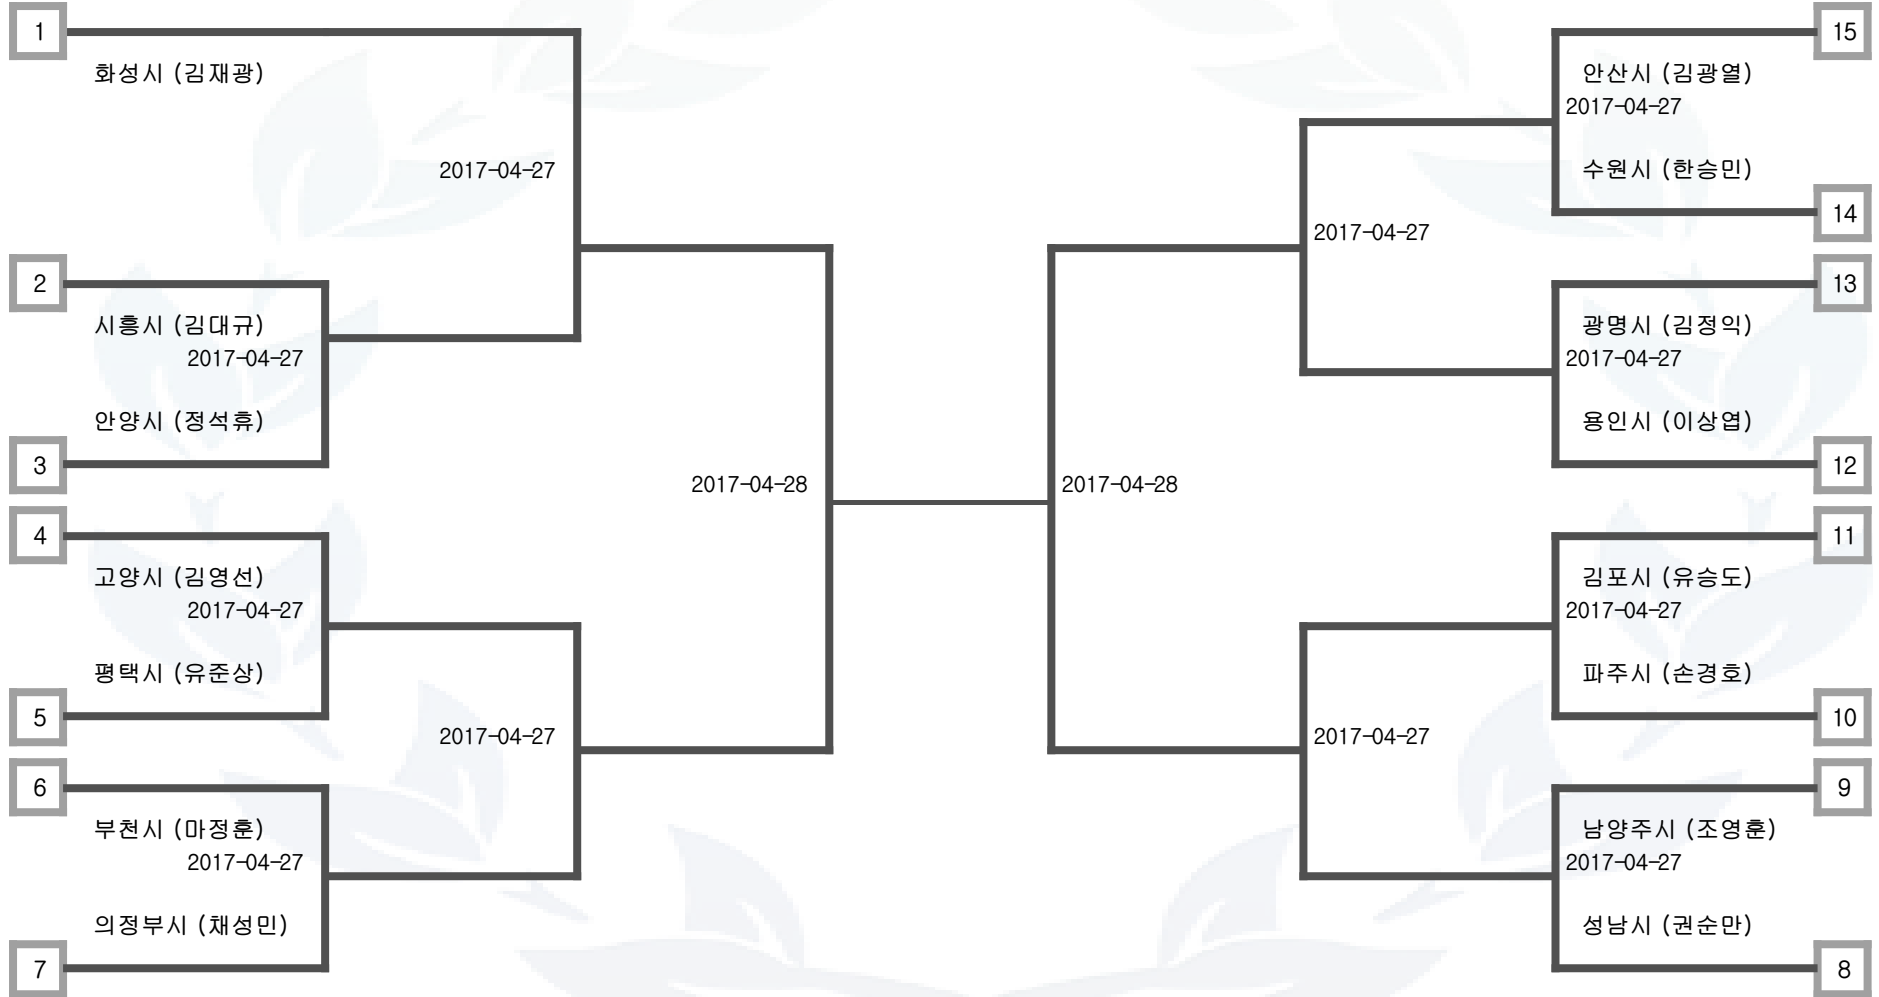 1
화성시 (김재광)
2017-04-27
2
시흥시 (김대규)
2017-04-27
안양시 (정석휴)
3
2017-04-28
4
고양시 (김영선)
2017-04-27
평택시 (유준상)
5
2017-04-27
6
부천시 (마정훈)
2017-04-27
의정부시 (채성민)
7
15
안산시 (김광열)
2017-04-27
수원시 (한승민)
14
2017-04-27
13
광명시 (김정익)
2017-04-27
용인시 (이상엽)
12
2017-04-28
11
김포시 (유승도)
2017-04-27
파주시 (손경호)
10
2017-04-27
9
남양주시 (조영훈)
2017-04-27
성남시 (권순만)
8